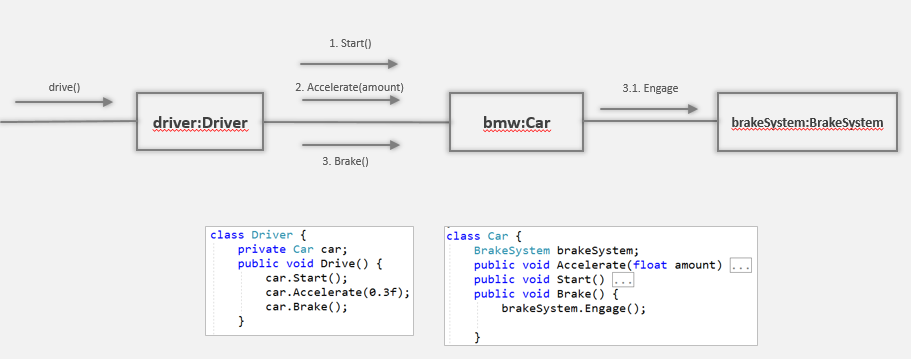 1. Start()
drive()
2. Accelerate(amount)
3.1. Engage
driver:Driver
bmw:Car
brakeSystem:BrakeSystem
3. Brake()
class Driver {
private Car car;
public void Drive() {
car.Start();
car.Accelerate(0.3f);
car.Brake();
}
class Car {
BrakeSystem brakeSystem;
public void Accelerate(float amount) ...
public void Start() ...
public void Brake() {
brakeSystem.Engage();
}